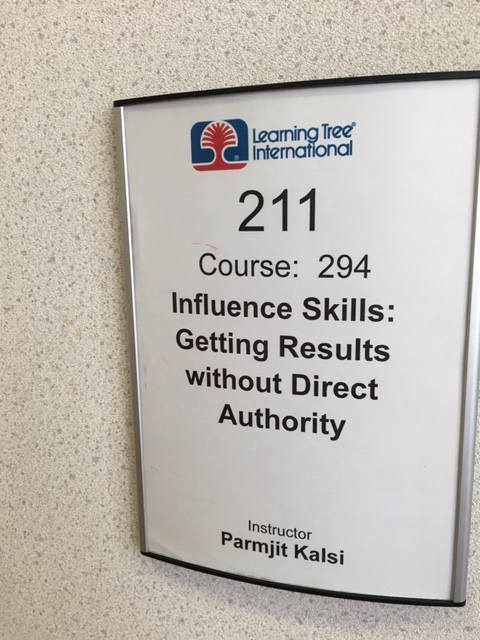 Learning Tree®
International
211
Course: 294
Influence Skills:
Getting Results
without Direct
Authority
Instructor
Parmjit Kalsi